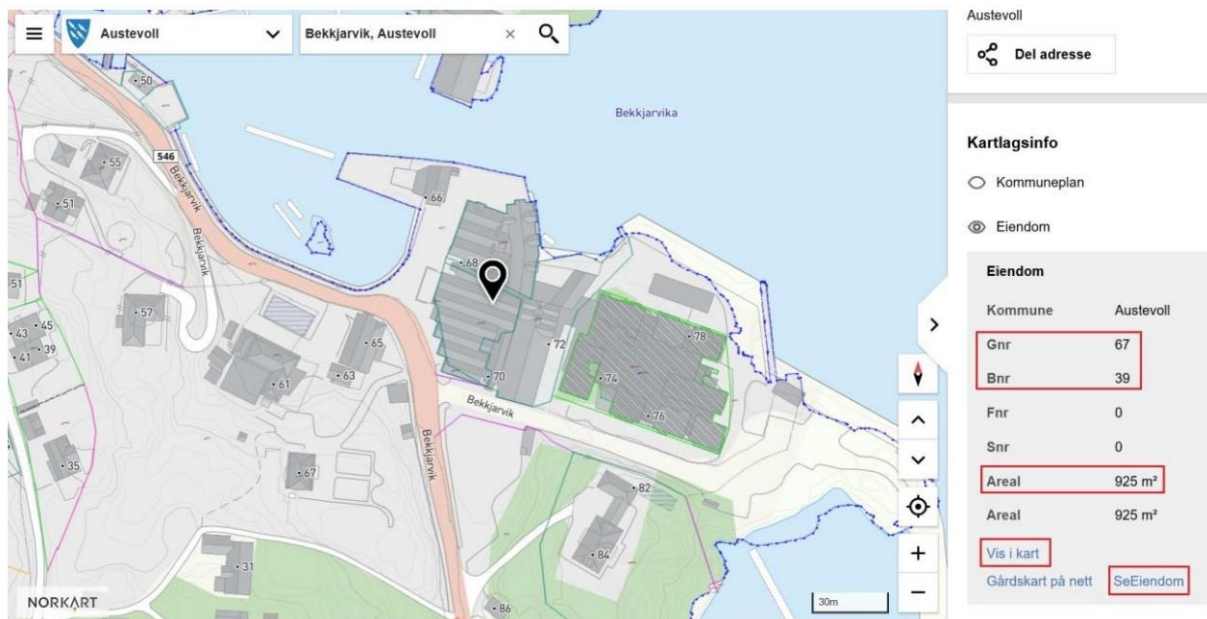 Austevoll
Bekkjarvik, Austevoll
×
50
546
Bekkjarvik
Bekkjarvika
55
51
66
Bekkjarvik
68
51
57
45
43
39
41
65
72
78
61
63
70
74
76
Bekkjarvik
Bekkjarvik
35
67
82
84
31
86
NORKART
30m
+
−
Austevoll
Del adresse
Kartlagsinfo
Kommuneplan
Eiendom
Eiendom
Kommune Austevoll
Gnr 67
Bnr 39
Fnr 0
Snr 0
Areal 925 m²
Areal 925 m²
Vis i kart
Gårdskart på nett SeEiendom